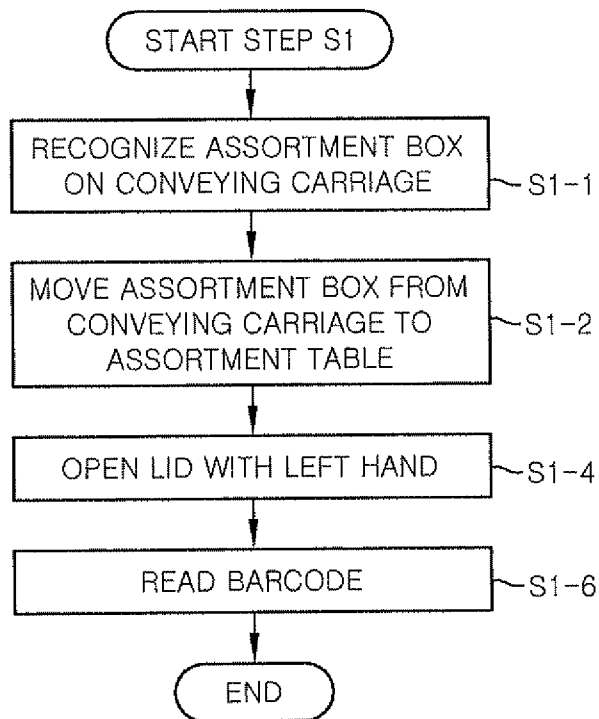 START STEP S1
RECOGNIZE ASSORTMENT BOX
ON CONVEYING CARRIAGE
S1-1
MOVE ASSORTMENT BOX FROM
CONVEYING CARRIAGE TO
ASSORTMENT TABLE
S1-2
OPEN LID WITH LEFT HAND
S1-4
READ BARCODE
S1-6
END